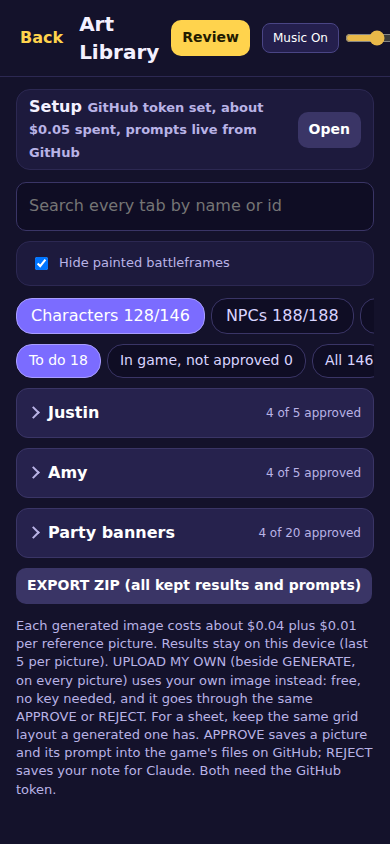 Back
Art
Library
Review
Music On
Setup GitHub token set, about
$0.05 spent, prompts live from
GitHub
Open
Search every tab by name or id
Hide painted battleframes
Characters 128/146
NPCs 188/188
To do 18
In game, not approved 0
All 146
Justin
4 of 5 approved
Amy
4 of 5 approved
Party banners
4 of 20 approved
EXPORT ZIP (all kept results and prompts)
Each generated image costs about $0.04 plus $0.01
per reference picture. Results stay on this device (last
5 per picture). UPLOAD MY OWN (beside GENERATE,
on every picture) uses your own image instead: free,
no key needed, and it goes through the same
APPROVE or REJECT. For a sheet, keep the same grid
layout a generated one has. APPROVE saves a picture
and its prompt into the game's files on GitHub; REJECT
saves your note for Claude. Both need the GitHub
token.